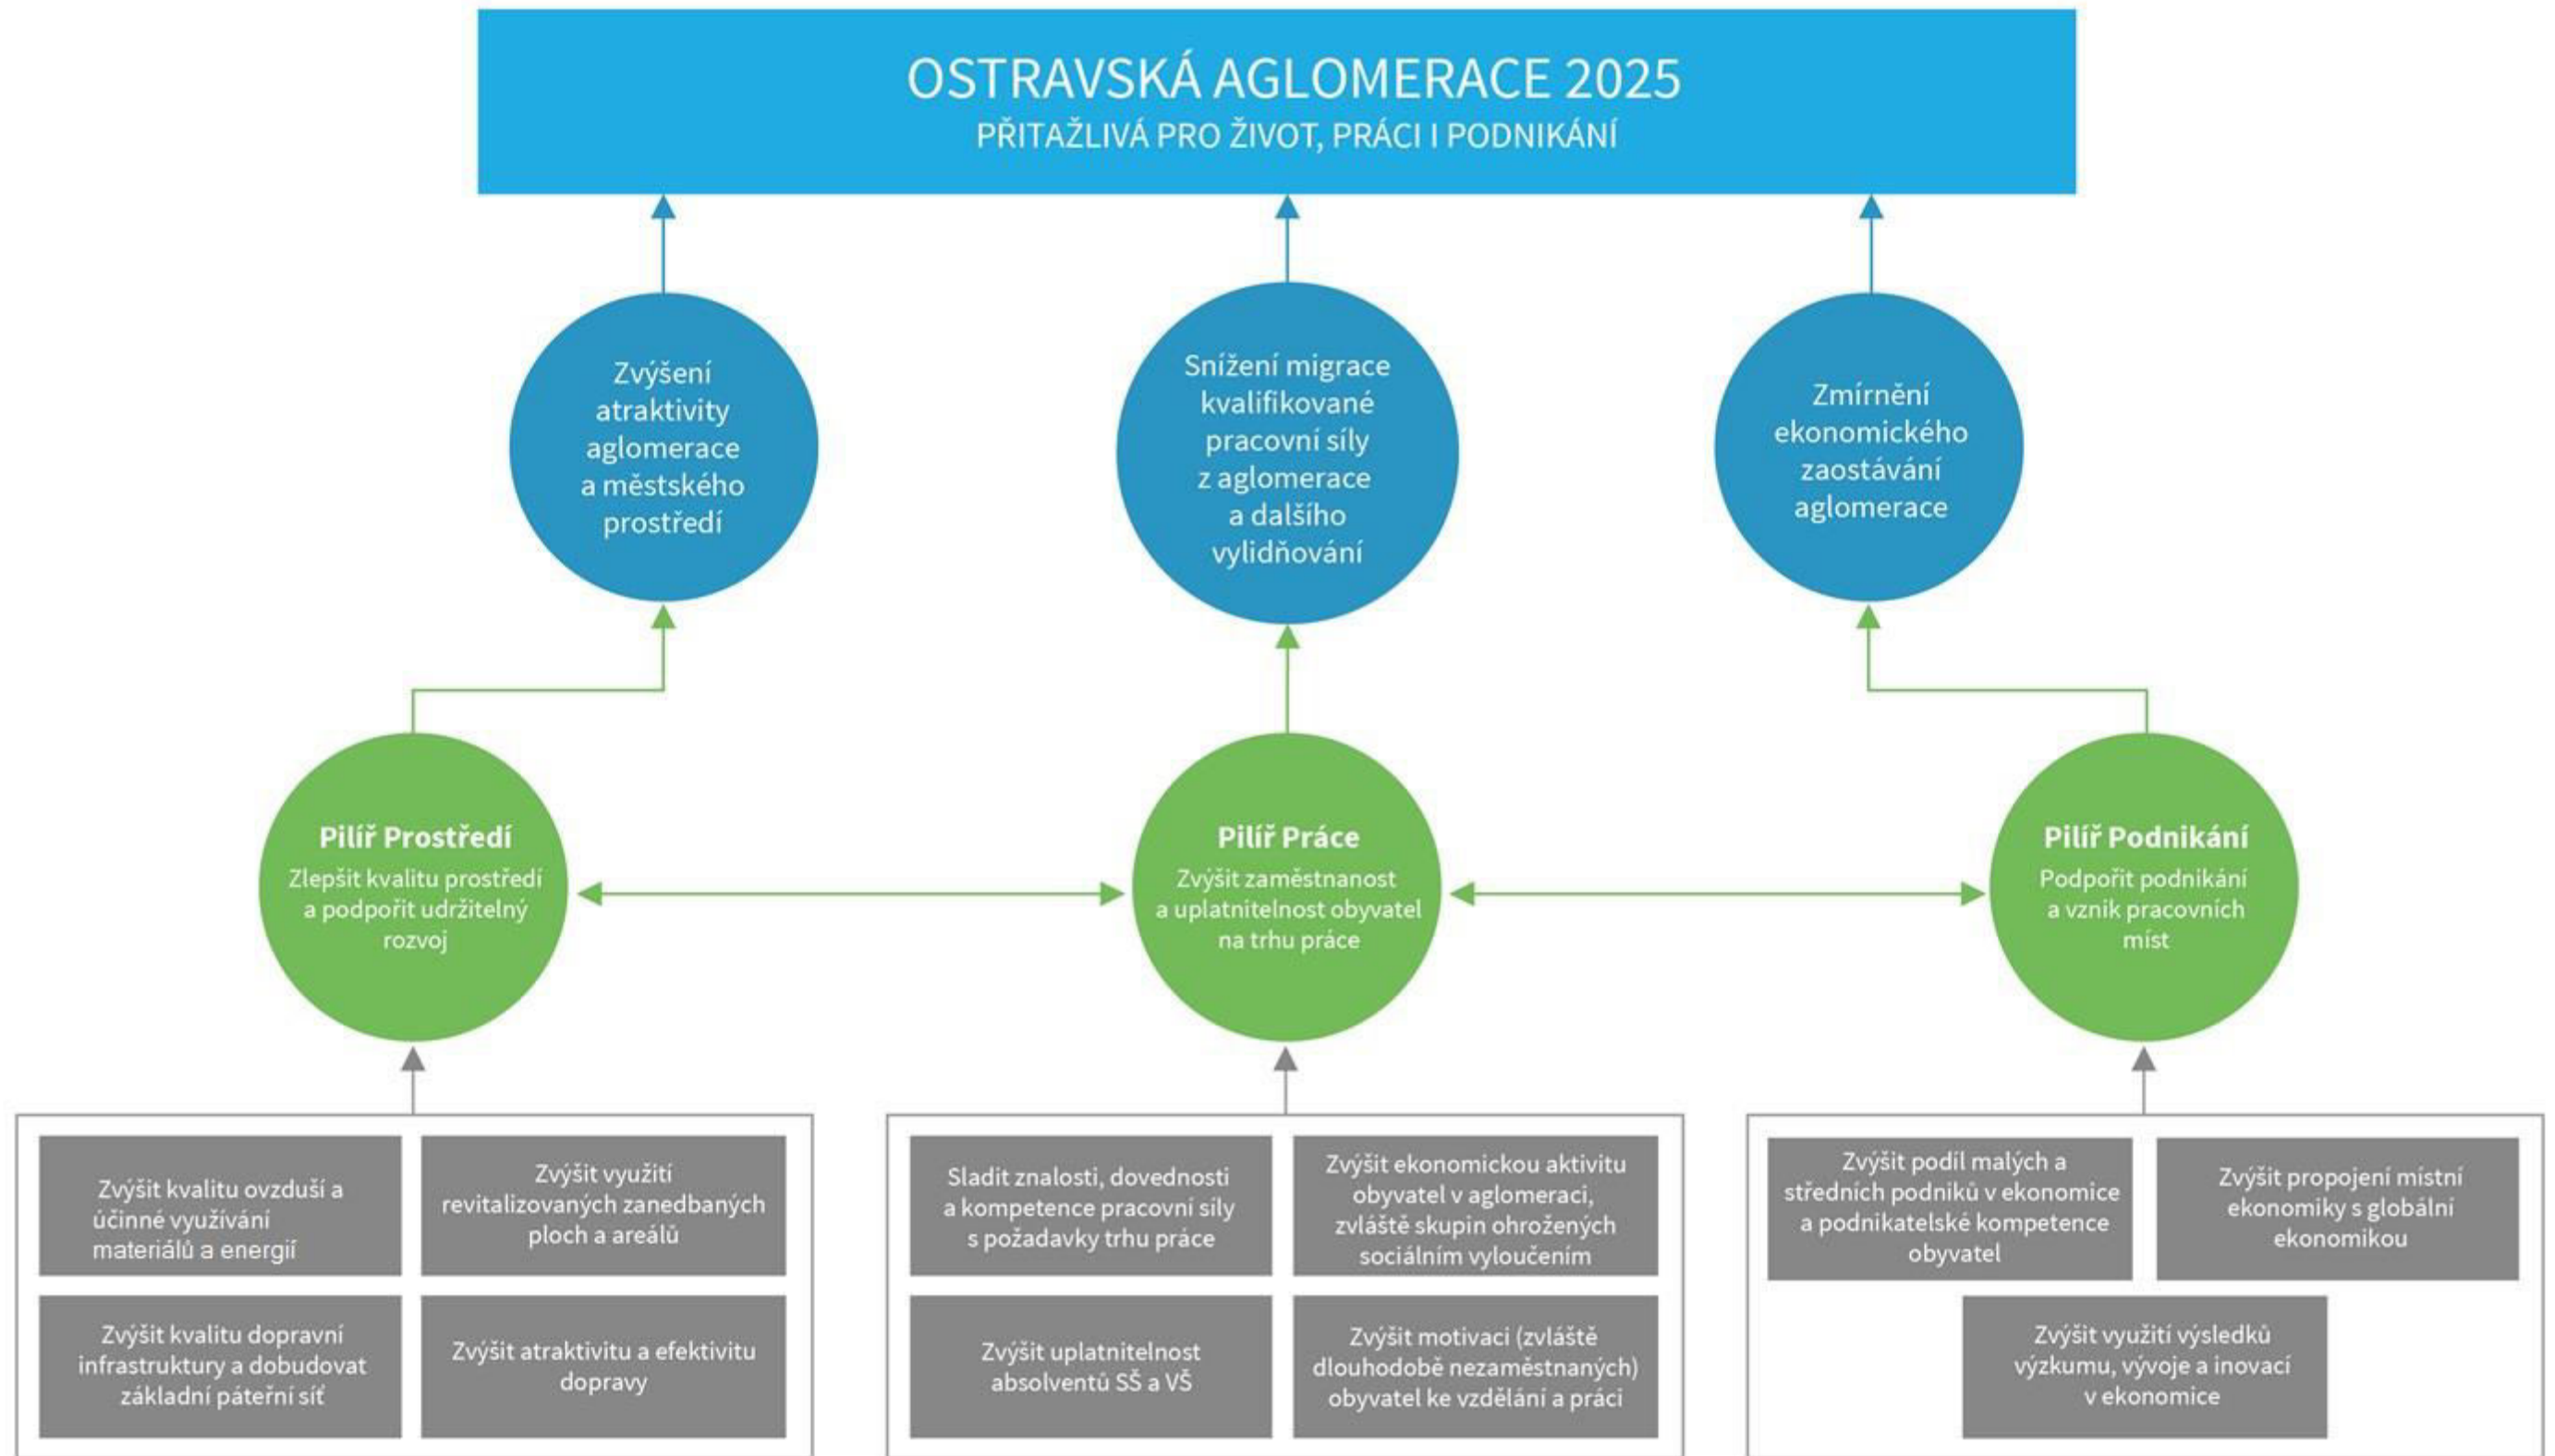 OSTRAVSKÁ AGLOMERACE 2025
PŘITAŽLIVÁ PRO ŽIVOT, PRÁCI I PODNIKÁNÍ
Zvýšení
atraktivity
aglomerace
a městského
prostředí
Snížení migrace
kvalifikované
pracovní síly
z aglomerace
a dalšího
vylidňování
Zmírnění
ekonomického
zaostávání
aglomerace
Pilíř Prostředí
Zlepšit kvalitu prostředí
a podpořit udržitelný
rozvoj
Pilíř Práce
Zvýšit zaměstnanost
a uplatnitelnost obyvatel
na trhu práce
Pilíř Podnikání
Podpořit podnikání
a vznik pracovních
míst
Zvýšit kvalitu ovzduší a
účinné využívání
materiálů a energií
Zvýšit využití
revitalizovaných zanedbaných
ploch a areálů
Zvýšit kvalitu dopravní
infrastruktury a dobudovat
základní páteřní síť
Zvýšit atraktivitu a efektivitu
dopravy
Sladit znalosti, dovednosti
a kompetence pracovní síly
s požadavky trhu práce
Zvýšit ekonomickou aktivitu
obyvatel v aglomeraci,
zvláště skupin ohrožených
sociálním vyloučením
Zvýšit uplatnitelnost
absolventů SŠ a VŠ
Zvýšit motivaci (zvláště
dlouhodobě nezaměstnaných)
obyvatel ke vzdělání a práci
Zvýšit podíl malých a
středních podniků v ekonomice
a podnikatelské kompetence
obyvatel
Zvýšit propojení místní
ekonomiky s globální
ekonomikou
Zvýšit využití výsledků
výzkumu, vývoje a inovací
v ekonomice